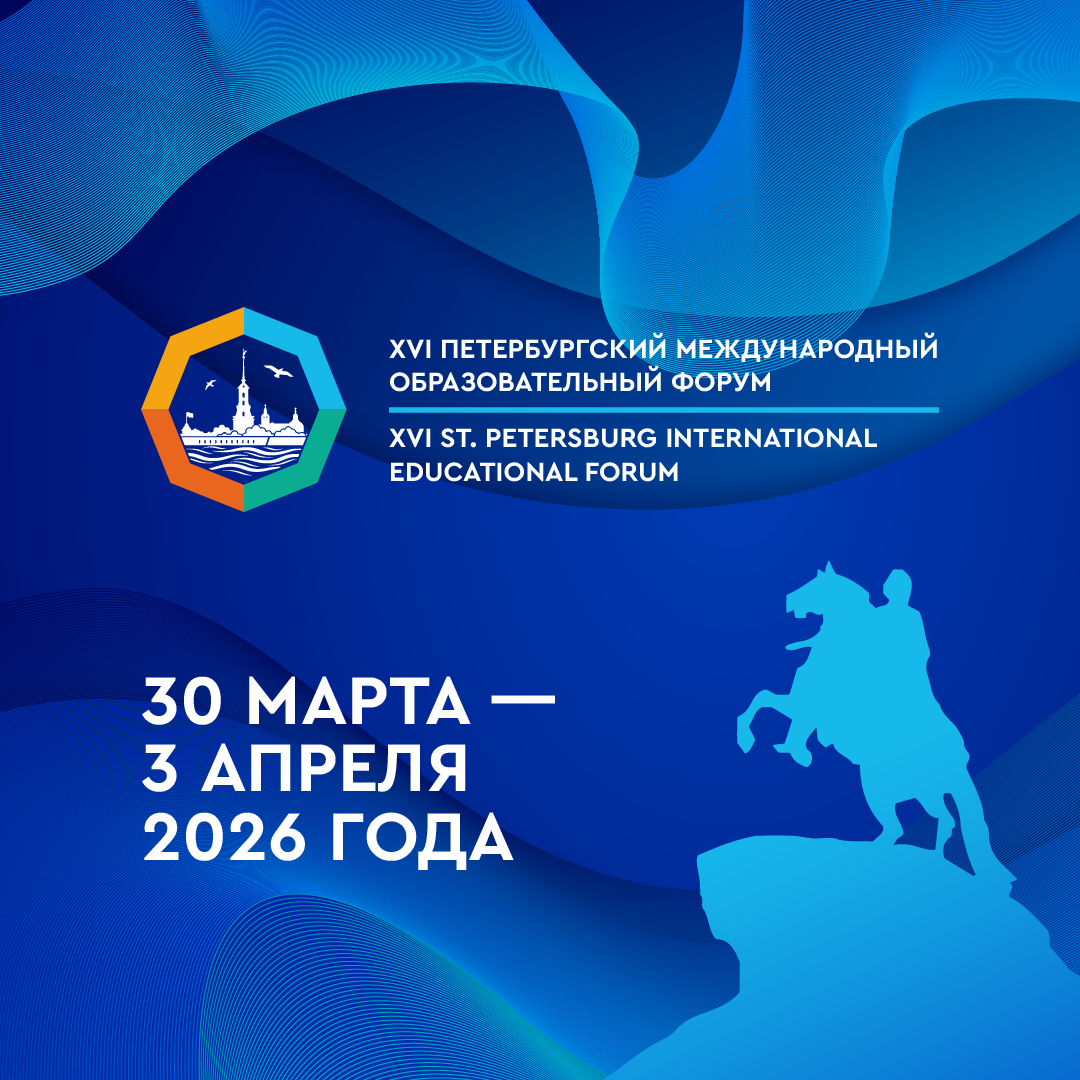 XVI ПЕТЕРБУРГСКИЙ МЕЖДУНАРОДНЫЙ
ОБРАЗОВАТЕЛЬНЫЙ ФОРУМ
XVI ST. PETERSBURG INTERNATIONAL
EDUCATIONAL FORUM
30 МАРТА —
3 АПРЕЛЯ
2026 ГОДА